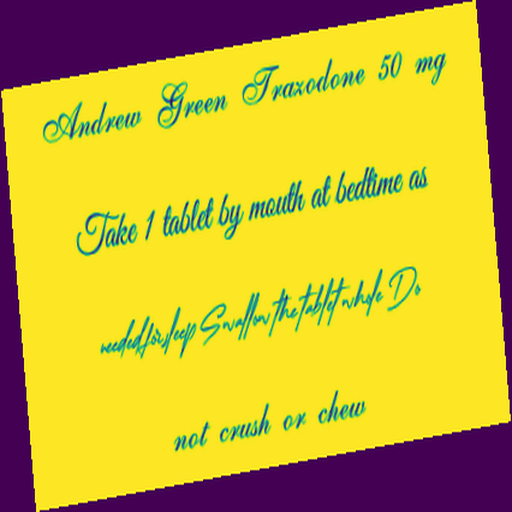 Andrew Green Trazodone 50 mg
Take 1 tablet by mouth at bedtime as
needed for sleep Swallow the tablet whole Do
not crush or chew